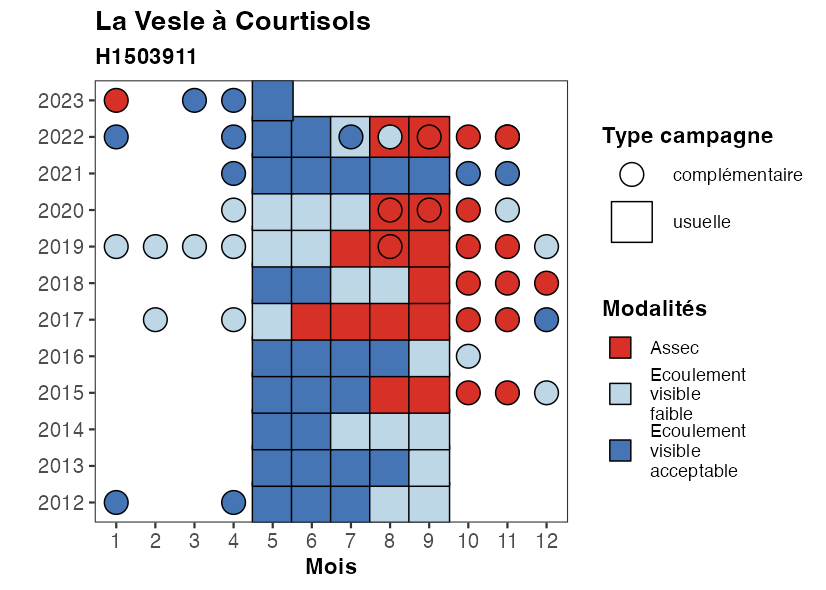 La Vesle à Courtisols
H1503911
2023
2022
2021
2020
2019
2018
2017
2016
2015
2014
2013
2012
1 2 3 4 5 6 7 8 9 10 11 12
Mois
Type campagne
complémentaire
usuelle
Modalités
Assec
Ecoulement
visible
faible
Ecoulement
visible
acceptable